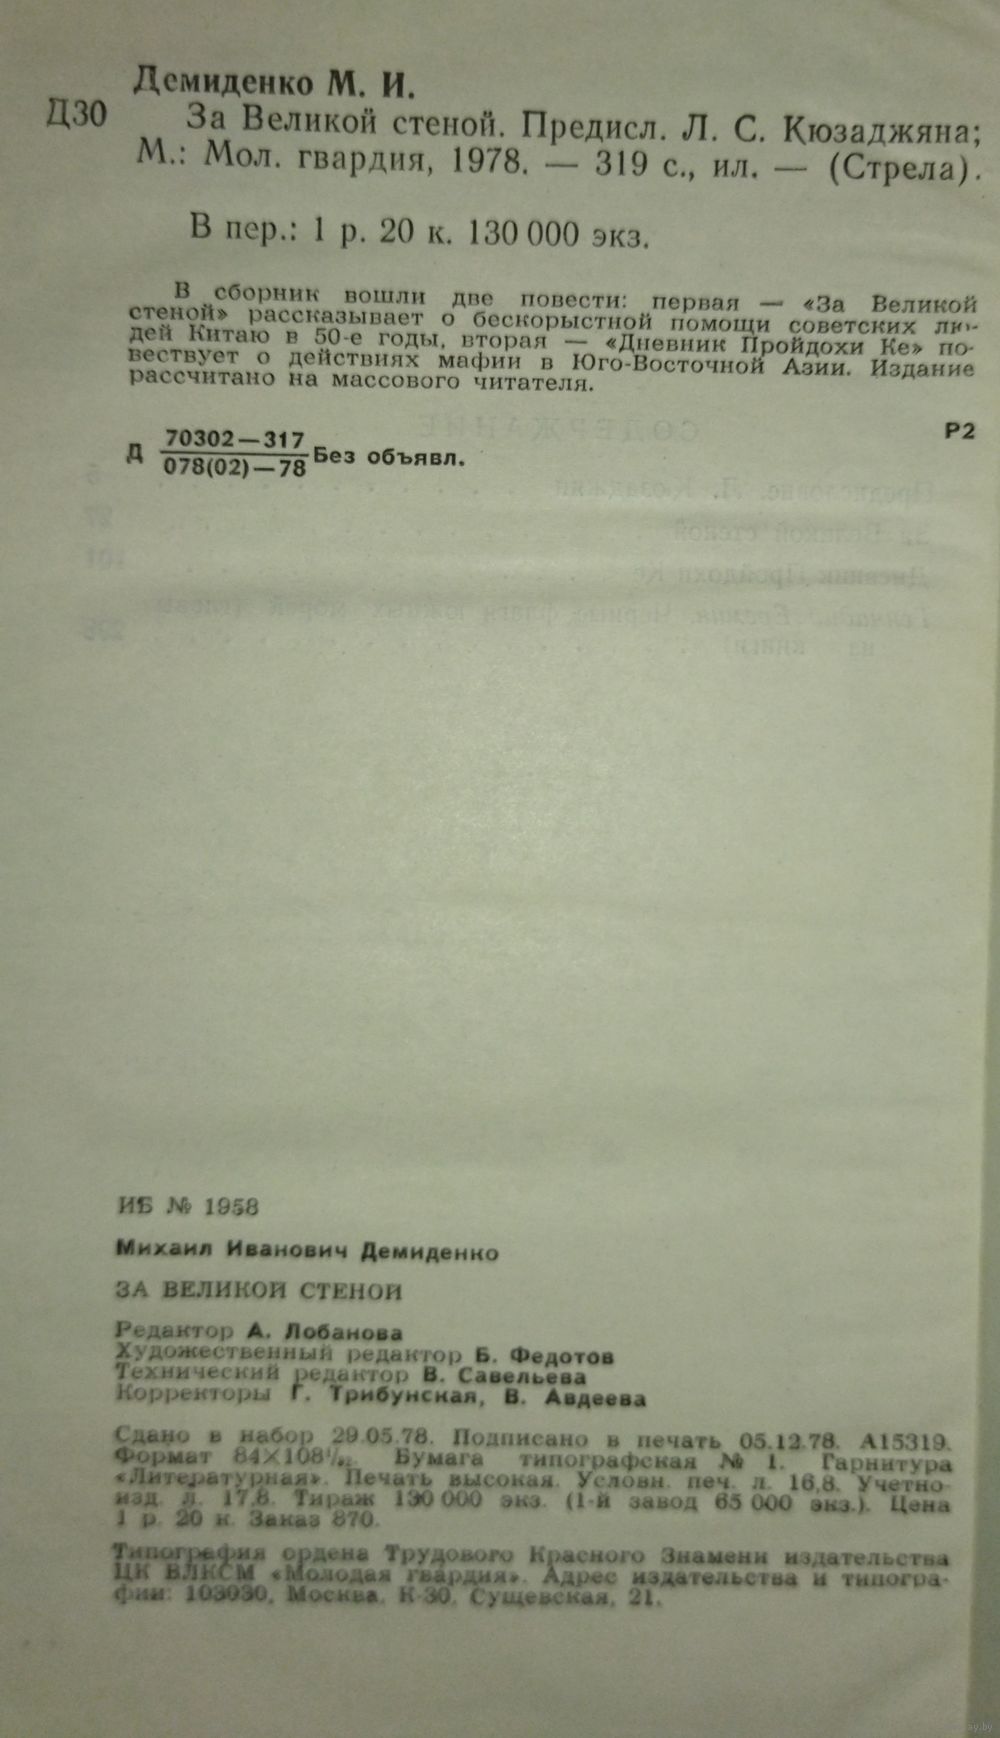 Демиденко М. И.
Д30 За Великой стеной. Предисл. Л. С. Кюзаджяна;
М.: Мол. гвардия, 1978. — 319 с., ил. — (Стрела).
В пер.: 1 р. 20 к. 130 000 экз.
В сборник вошли две повести: первая — «За Великой
стеной» рассказывает о бескорыстной помощи советских лю-
дей Китаю в 50-е годы, вторая — «Дневник Пройдохи Ке» по-
вествует о действиях мафии в Юго-Восточной Азии. Издание
рассчитано на массового читателя.
Д 70302—317
078(02)—78 Без объявл. Р2
ИБ № 1958
Михаил Иванович Демиденко
ЗА ВЕЛИКОЙ СТЕНОЙ
Редактор А. Лобанова
Художественный редактор Б. Федотов
Технический редактор В. Савельева
Корректоры Г. Трибунская, В. Авдеева
Сдано в набор 29.05.78. Подписано в печать 05.12.78. А15319.
Формат 84×108¹/₃₂. Бумага типографская № 1. Гарнитура
«Литературная». Печать высокая. Условн. печ. л. 16,8. Учетно-
изд. л. 17,8. Тираж 130 000 экз. (1-й завод 65 000 экз.). Цена
1 р. 20 к. Заказ 870.
Типография ордена Трудового Красного Знамени издательства
ЦК ВЛКСМ «Молодая гвардия». Адрес издательства и типогра-
фии: 103030, Москва, К-30, Сущевская, 21.